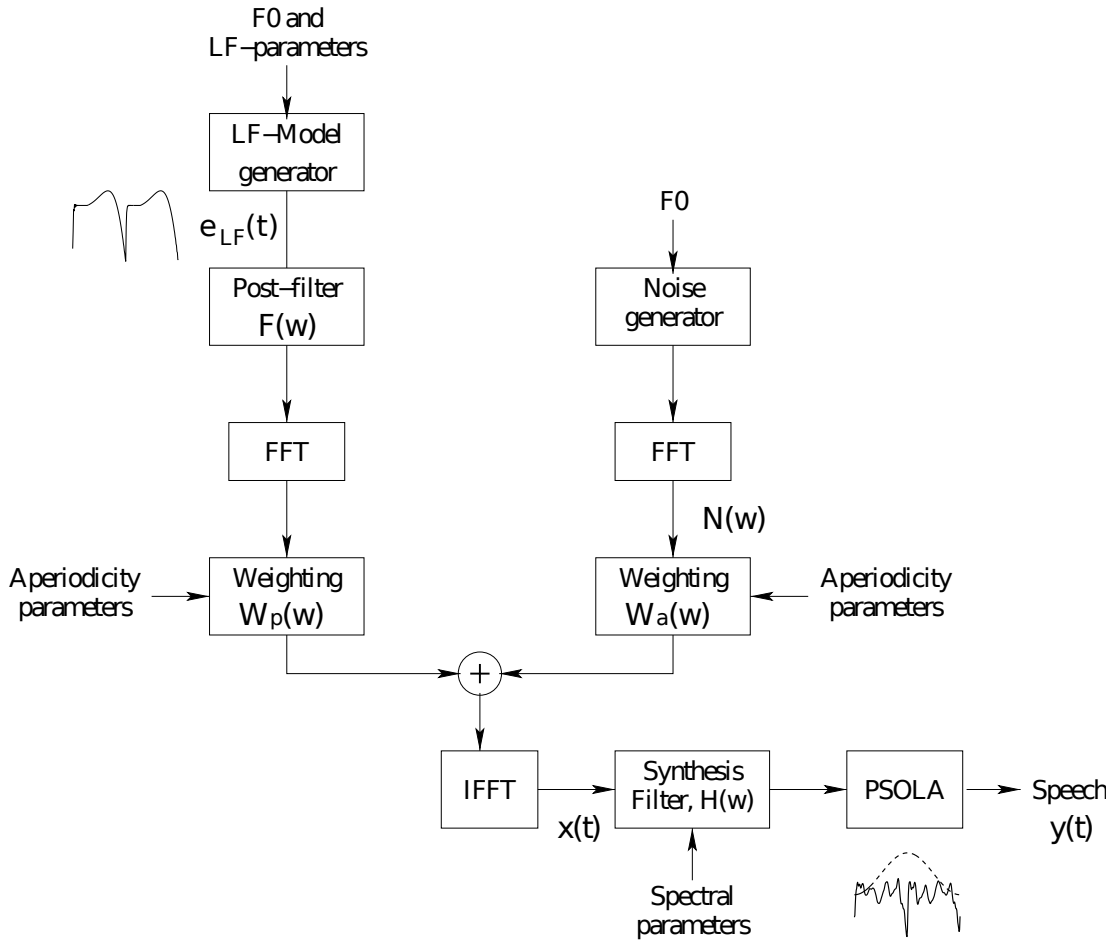 F0 and
LF-parameters
LF-Model
generator
e_LF(t)
Post-filter
F(w)
FFT
Aperiodicity
parameters
Weighting
Wp(w)
F0
Noise
generator
FFT
N(w)
Weighting
Wa(w)
Aperiodicity
parameters
+
IFFT
x(t)
Synthesis
Filter, H(w)
Spectral
parameters
PSOLA
Speech
y(t)